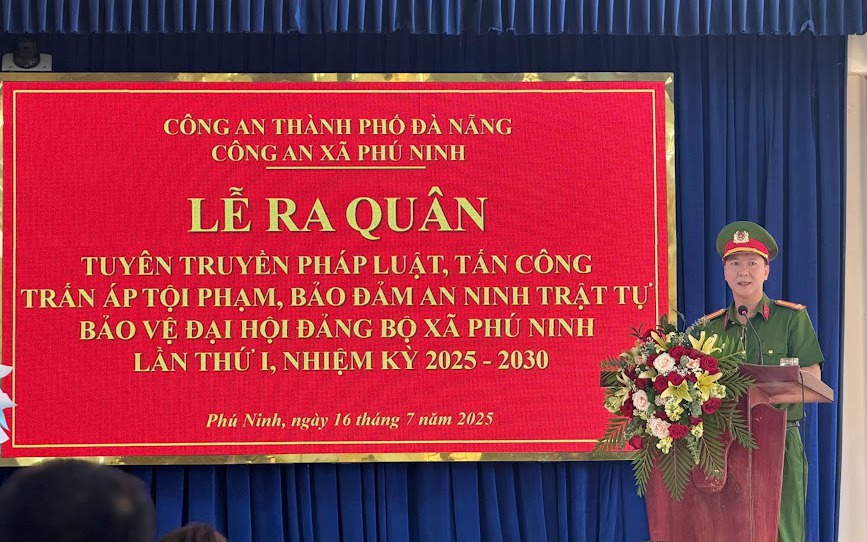 CÔNG AN THÀNH PHỐ ĐÀ NẴNG
CÔNG AN XÃ PHÚ NINH
LỄ RA QUÂN
TUYÊN TRUYỀN PHÁP LUẬT, TẤN CÔNG
TRẤN ÁP TỘI PHẠM, BẢO ĐẢM AN NINH TRẬT TỰ
BẢO VỆ ĐẠI HỘI ĐẢNG BỘ XÃ PHÚ NINH
LẦN THỨ I, NHIỆM KỲ 2025 - 2030
Phú Ninh, ngày 16 tháng 7 năm 2025